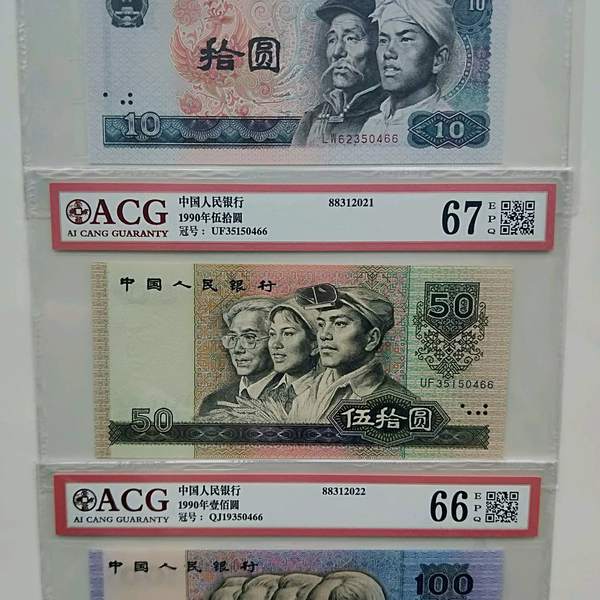 10
拾圆
10
LW62350466
10
ACG
AI CANG GUARANTY
中国人民银行
1990年伍拾圆
冠号： UF35150466
88312021
67
EPQ
中国人民银行
50
UF35150466
50
伍拾圆
ACG
AI CANG GUARANTY
中国人民银行
1990年壹佰圆
冠号： QJ19350466
88312022
66
EPQ
中国人民银行
100